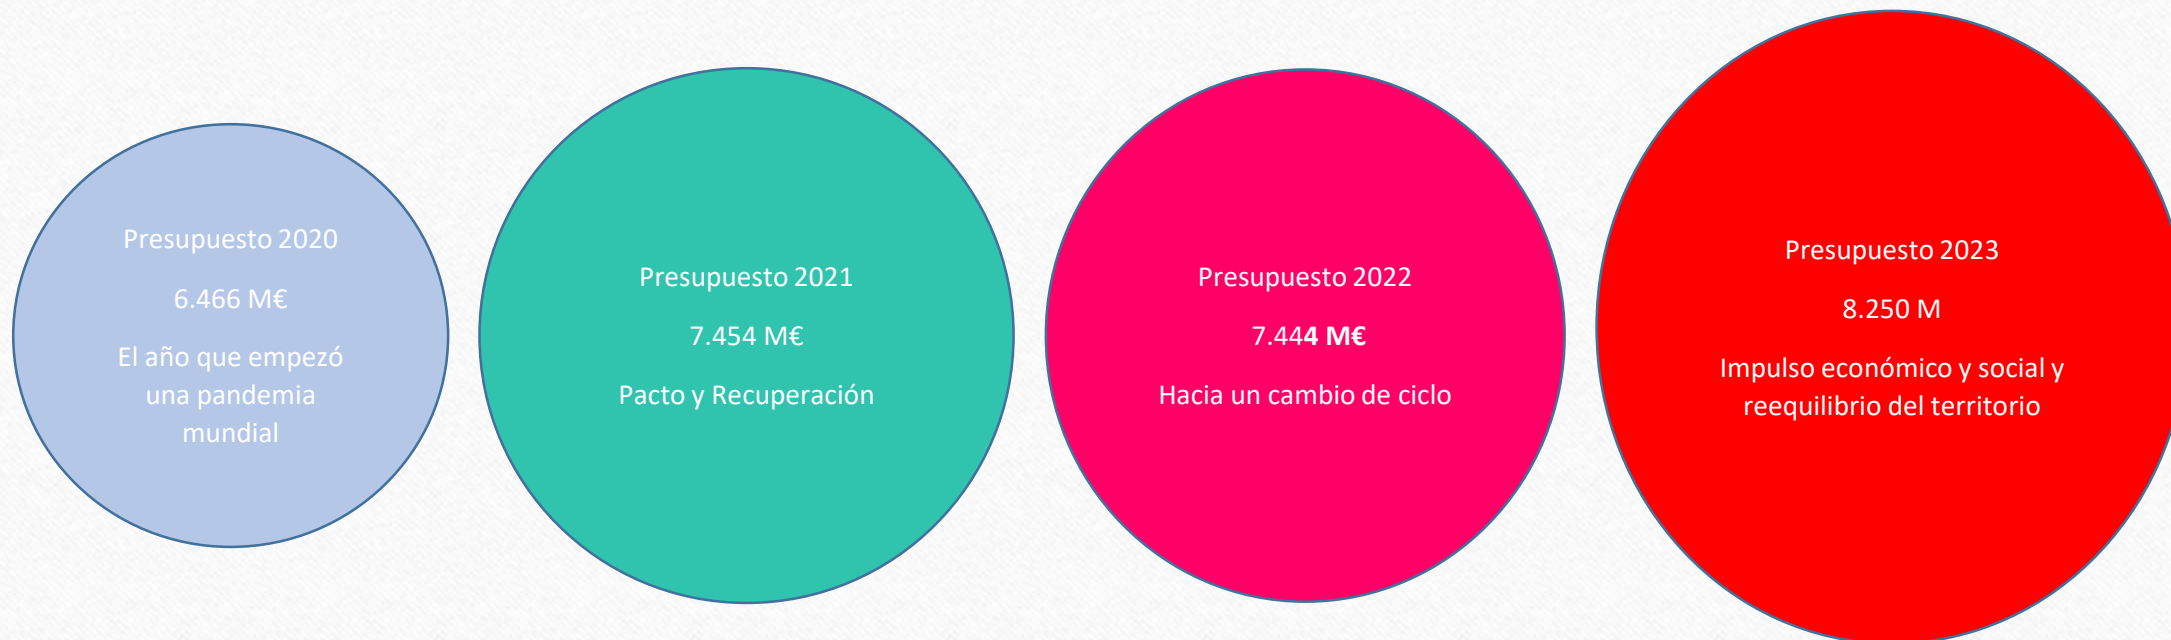 Presupuesto 2020
6.466 M€
El año que empezó
una pandemia
mundial
Presupuesto 2021
7.454 M€
Pacto y Recuperación
Presupuesto 2022
7.444 M€
Hacia un cambio de ciclo
Presupuesto 2023
8.250 M
Impulso económico y social y
reequilibrio del territorio